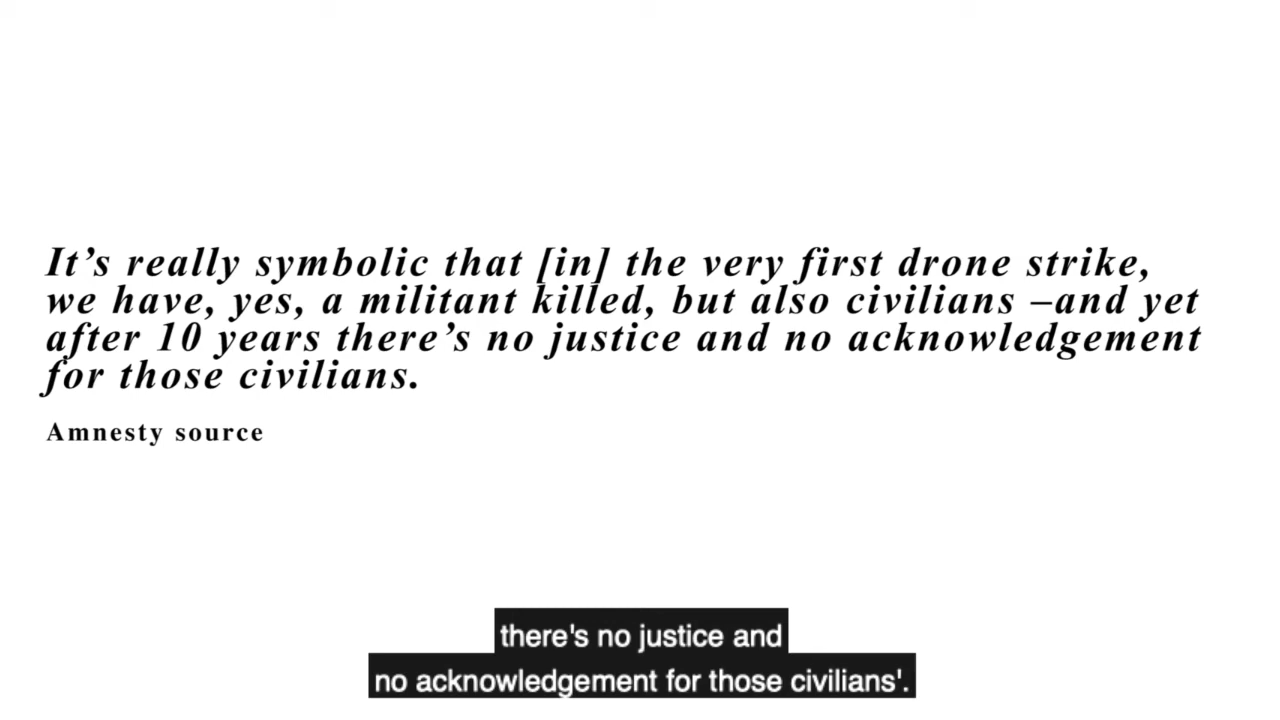 It’s really symbolic that [in] the very first drone strike,
we have, yes, a militant killed, but also civilians –and yet
after 10 years there’s no justice and no acknowledgement
for those civilians.
Amnesty source
there's no justice and
no acknowledgement for those civilians'.